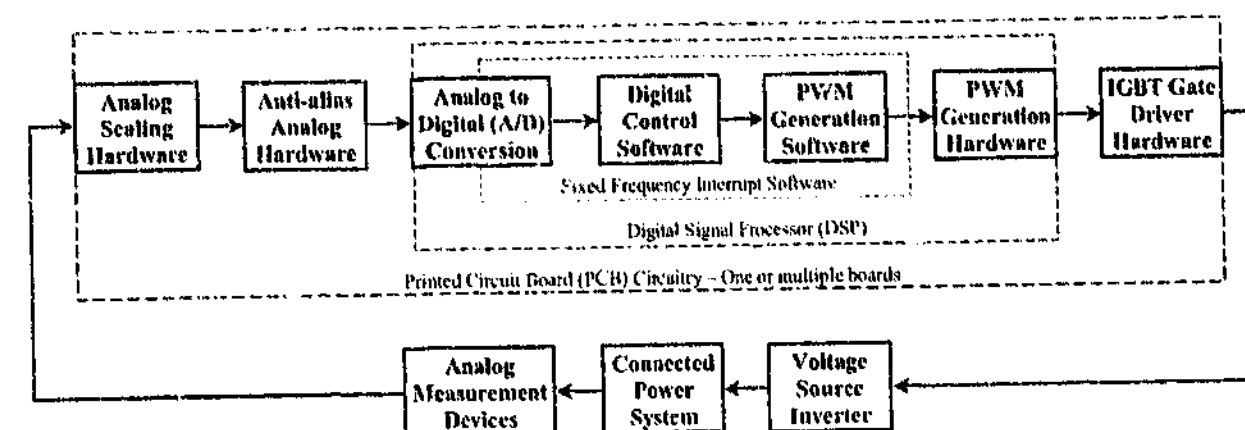 Analog
Scaling
Hardware
Anti-alias
Analog
Hardware
Analog to
Digital (A/D)
Conversion
Digital
Control
Software
PWM
Generation
Software
PWM
Generation
Hardware
IGBT Gate
Driver
Hardware
Fixed Frequency Interrupt Software
Digital Signal Processor (DSP)
Printed Circuit Board (PCB) Circuitry – One or multiple boards
Analog
Measurement
Devices
Connected
Power
System
Voltage
Source
Inverter